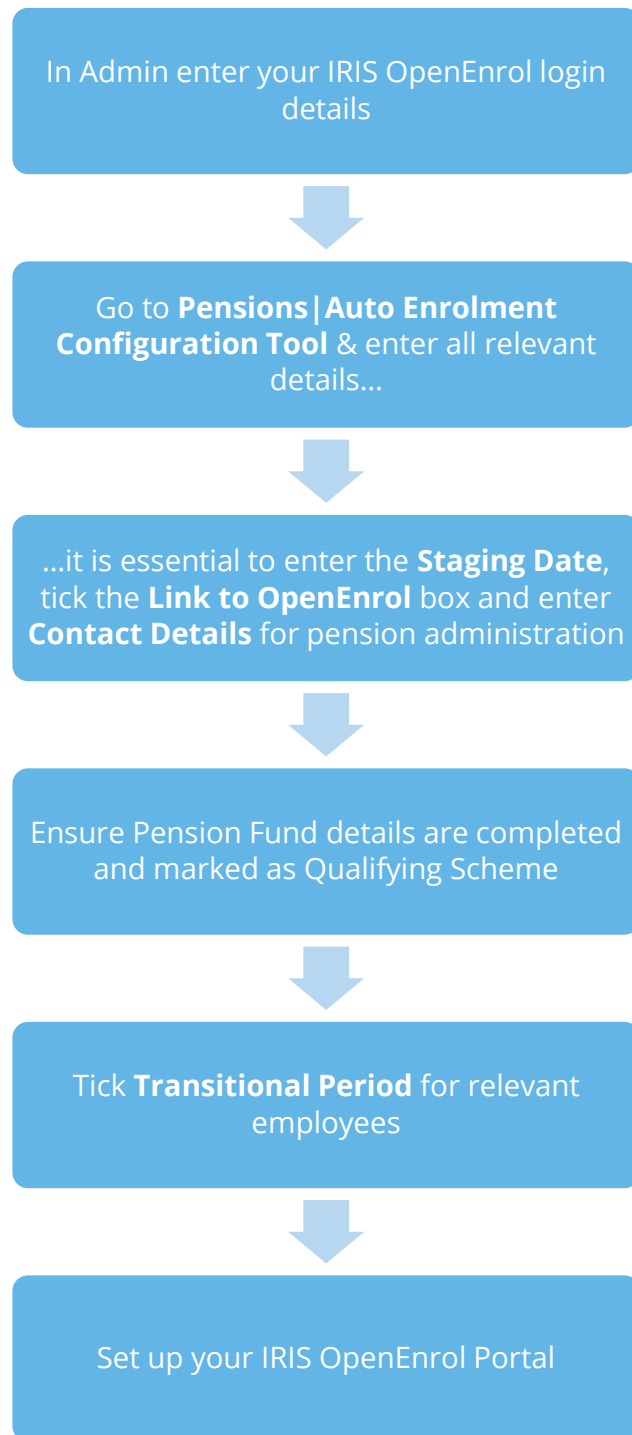 In Admin enter your IRIS OpenEnrol login
details
Go to Pensions|Auto Enrolment
Configuration Tool & enter all relevant
details...
...it is essential to enter the Staging Date,
tick the Link to OpenEnrol box and enter
Contact Details for pension administration
Ensure Pension Fund details are completed
and marked as Qualifying Scheme
Tick Transitional Period for relevant
employees
Set up your IRIS OpenEnrol Portal